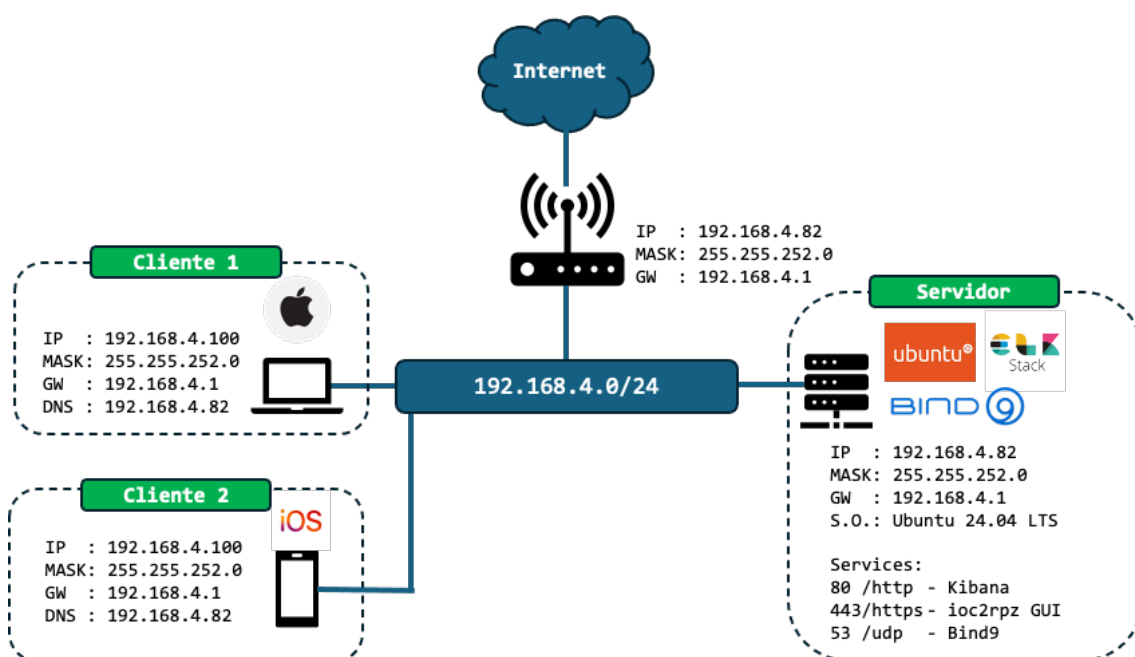 Internet
IP  : 192.168.4.82
MASK: 255.255.252.0
GW  : 192.168.4.1
Cliente 1
IP  : 192.168.4.100
MASK: 255.255.252.0
GW  : 192.168.4.1
DNS : 192.168.4.82
192.168.4.0/24
Cliente 2
iOS
IP  : 192.168.4.100
MASK: 255.255.252.0
GW  : 192.168.4.1
DNS : 192.168.4.82
Servidor
ubuntu®
ELK
Stack
BIND 9
IP  : 192.168.4.82
MASK: 255.255.252.0
GW  : 192.168.4.1
S.O.: Ubuntu 24.04 LTS
Services:
80 /http - Kibana
443/https - ioc2rpz GUI
53 /udp  - Bind9